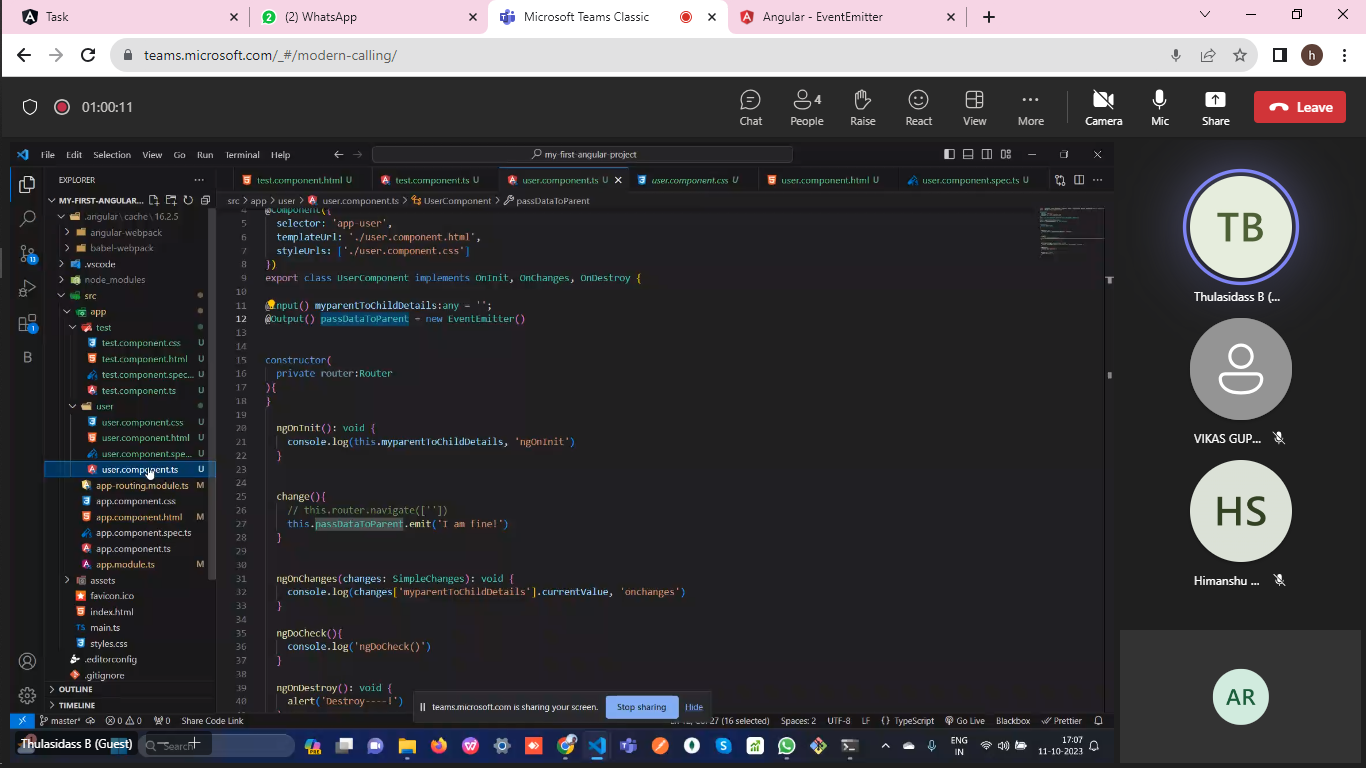 Task
(2) WhatsApp
Microsoft Teams Classic
Angular - EventEmitter
teams.microsoft.com/_#/modern-calling/
h
01:00:11
Chat
4
People
Raise
React
View
More
Camera
Mic
Share
Leave
File Edit Selection View Go Run Terminal Help
my-first-angular-project
EXPLORER
test.component.html U
test.component.ts U
user.component.ts U
user.component.css U
user.component.html U
user.component.spec.ts U
MY-FIRST-ANGULAR...
src > app > user > user.component.ts > UserComponent > passDataToParent
.angular \ cache \ 16.2.5
angular-webpack
babel-webpack
.vscode
node_modules
src
app
test
test.component.css U
test.component.html U
test.component.spec... U
test.component.ts U
user
user.component.css U
user.component.html U
user.component.spe... U
user.component.ts U
app-routing.module.ts M
app.component.css
app.component.html M
app.component.spec.ts
app.component.ts
app.module.ts M
assets
favicon.ico
index.html
TS main.ts
styles.css
.editorconfig
.gitignore
OUTLINE
TIMELINE
13
1
B
4 @Component({
5 selector: 'app-user',
6 templateUrl: './user.component.html',
7 styleUrls: ['./user.component.css']
8 })
9 export class UserComponent implements OnInit, OnChanges, OnDestroy {
10
11 @Input() myparentToChildDetails:any = '';
12 @Output() passDataToParent = new EventEmitter()
13
14
15 constructor(
16 private router:Router
17 ){
18 }
19
20 ngOnInit(): void {
21 console.log(this.myparentToChildDetails, 'ngOnInit')
22 }
23
24
25 change(){
26 // this.router.navigate([''])
27 this.passDataToParent.emit('I am fine!')
28 }
29
30
31 ngOnChanges(changes: SimpleChanges): void {
32 console.log(changes['myparentToChildDetails'].currentValue, 'onchanges')
33 }
34
35 ngDoCheck(){
36 console.log('ngDoCheck()')
37 }
38
39 ngOnDestroy(): void {
40 alert('Destroy----!')
teams.microsoft.com is sharing your screen.
Stop sharing
Hide
master* 0 0 0 Share Code Link
(16 selected) Spaces: 2 UTF-8 LF {} TypeScript Go Live Blackbox Prettier
Thulasidass B (Guest)
Search
PRE
ENG
IN
17:07
11-10-2023
TB
Thulasidass B (...
VIKAS GUP...
HS
Himanshu ...
AR